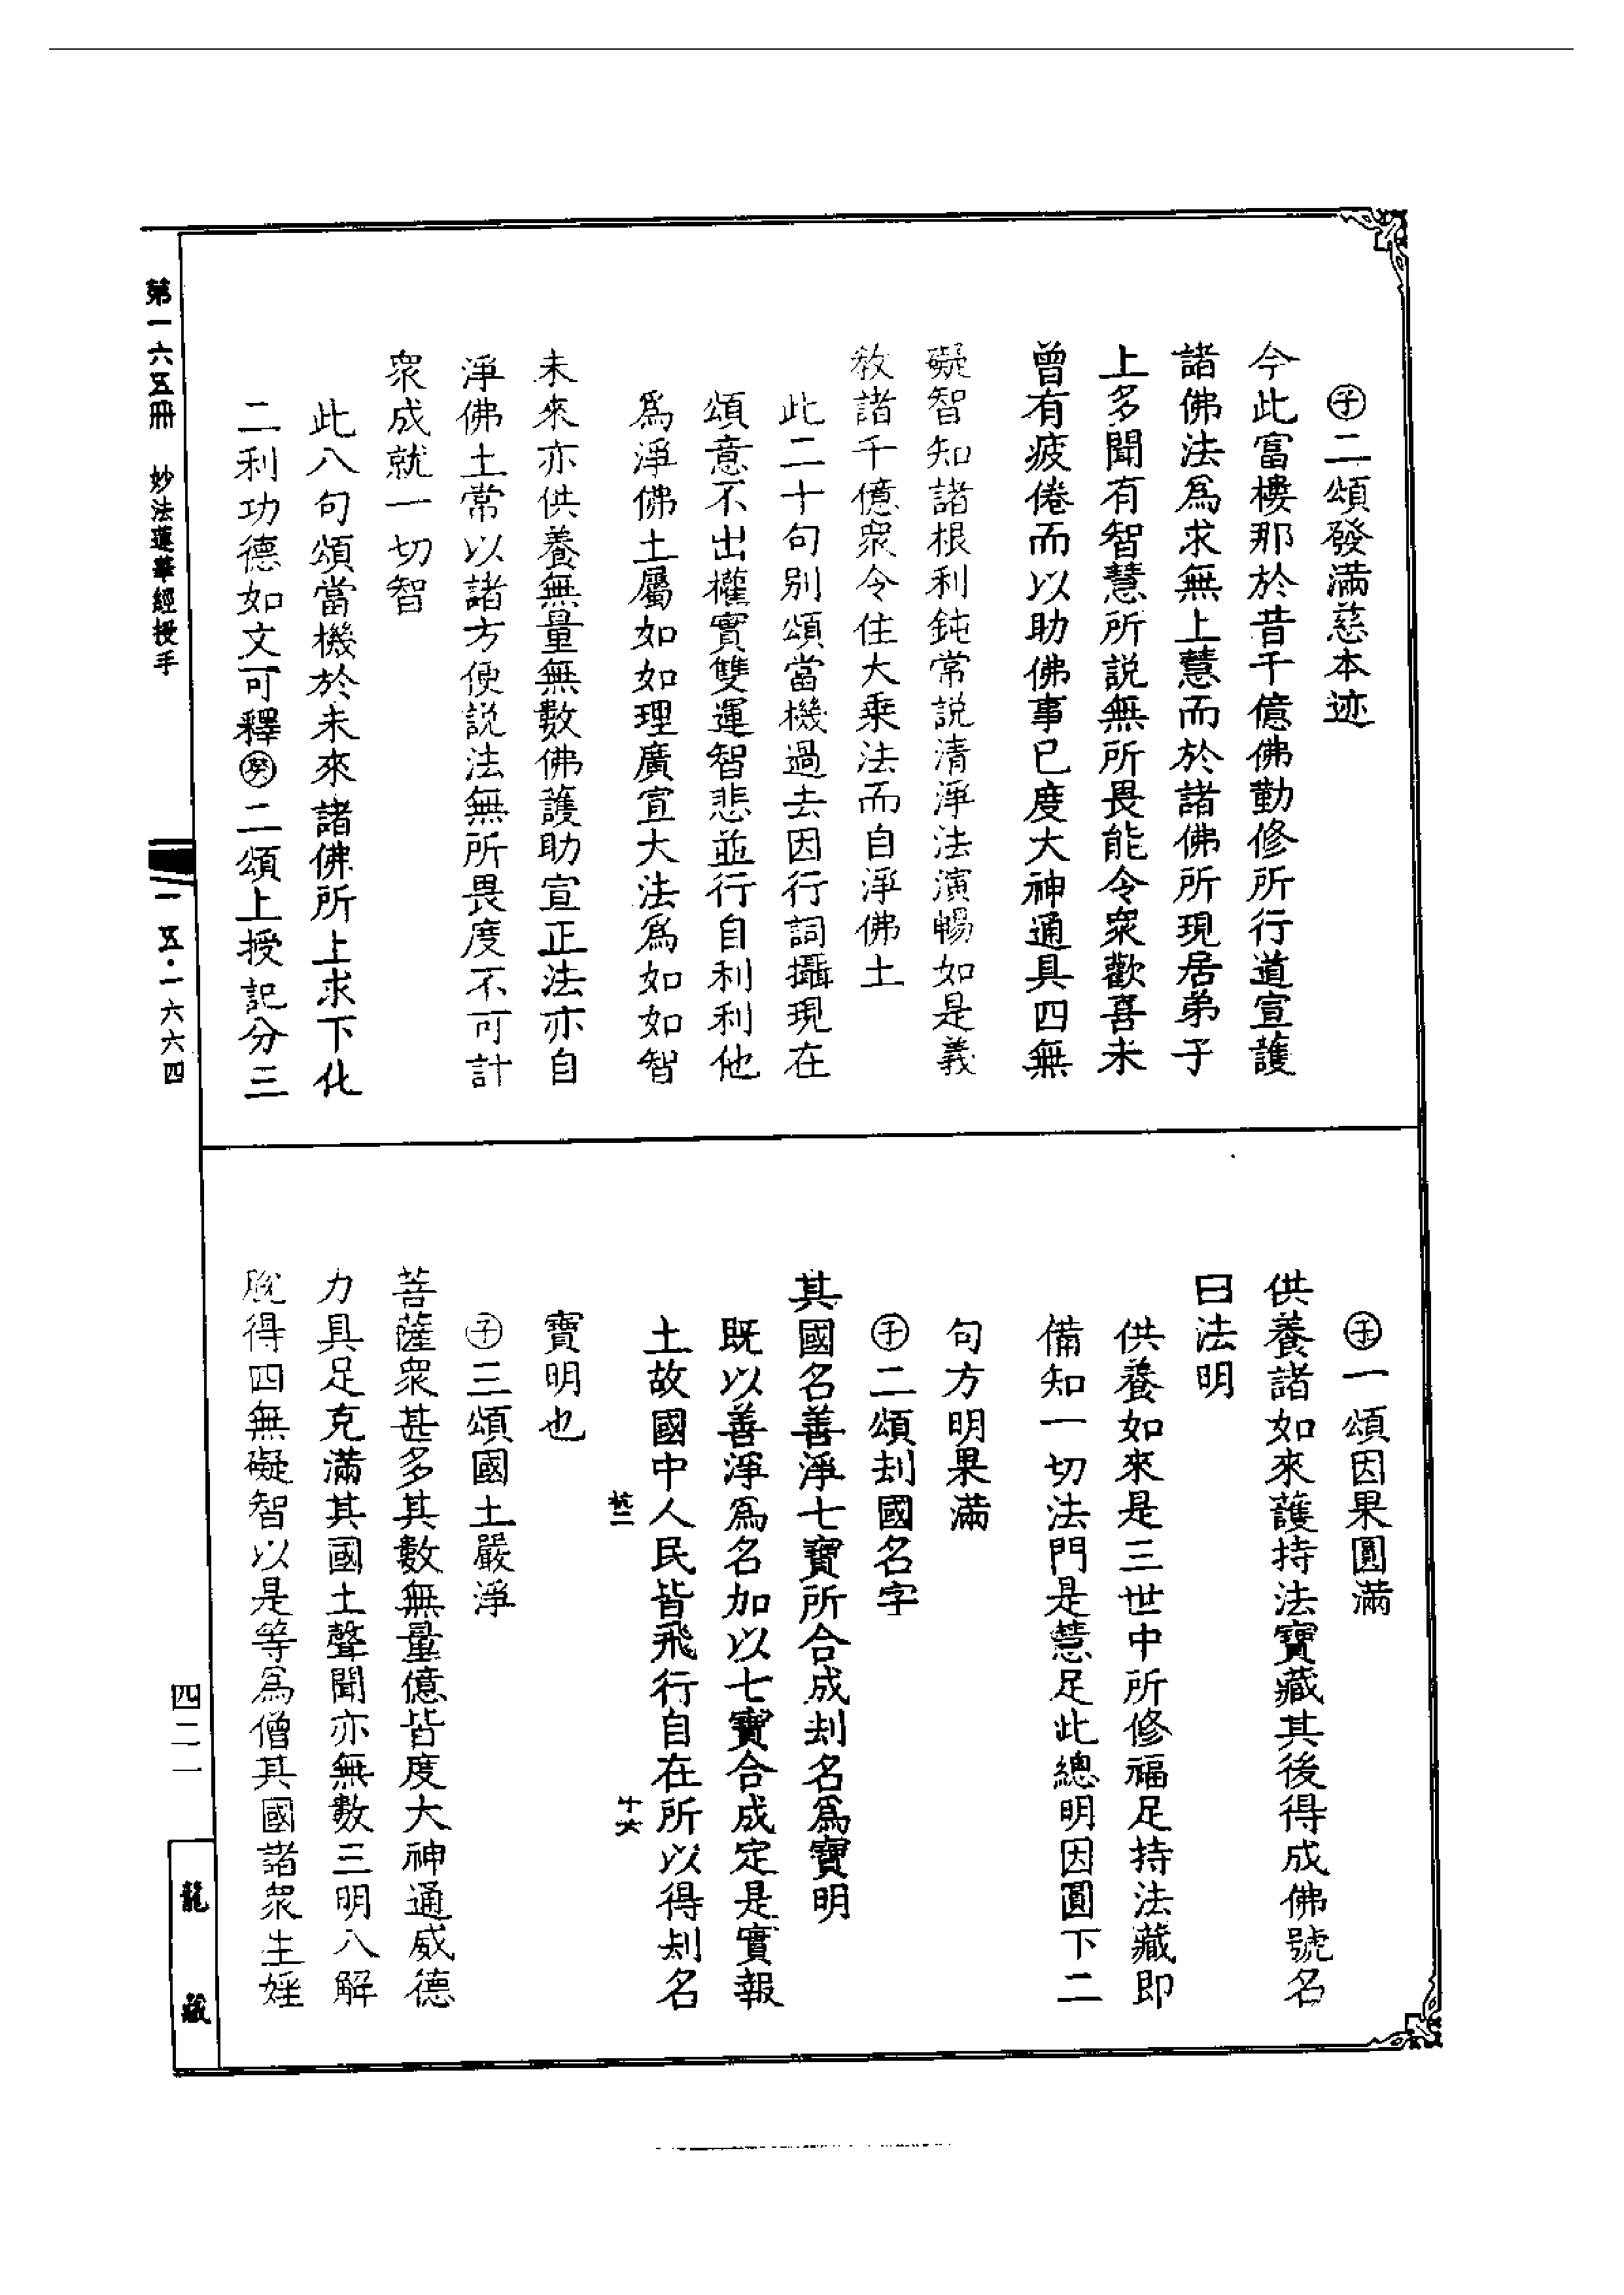 ㊉二頌發滿慈本迹
今此富樓那於昔千億佛勤修所行道宣護
諸佛法為求無上慧而於諸佛所現居弟子
上多聞有智慧所說無所畏能令衆歡喜未
曾有疲倦而以助佛事已度大神通具四無
礙智知諸根利鈍常說清淨法演暢如是義
教諸千億衆令住大乘法而自淨佛土
此二十句別頌當機過去因行詞攝現在
頌意不出權實雙運智悲並行自利利他
為淨佛土屬如如理廣宣大法為如如智
未來亦供養無量無數佛護助宣正法亦自
淨佛土常以諸方便說法無所畏度不可計
衆成就一切智
此八句頌當機於未來諸佛所上求下化
二利功德如文可釋癸二頌上授記分三
子一頌因果圓滿
供養諸如來護持法寶藏其後得成佛號名
曰法明
供養如來是三世中所修福足持法藏即
備知一切法門是慧足此總明因圓下二
句方明果滿
子二頌刦國名字
其國名善淨七寶所合成刦名為寶明
既以善淨為名加以七寶合成定是實報
土故國中人民皆飛行自在所以得刦名
寶明也
子三頌國土嚴淨
菩薩衆甚多其數無量億皆度大神通威德
力具足充滿其國土聲聞亦無數三明八解
脫得四無礙智以是等為僧其國諸衆生婬
第一六五冊 妙法蓮華經授手
一五·一六六四
四二一
龍藏